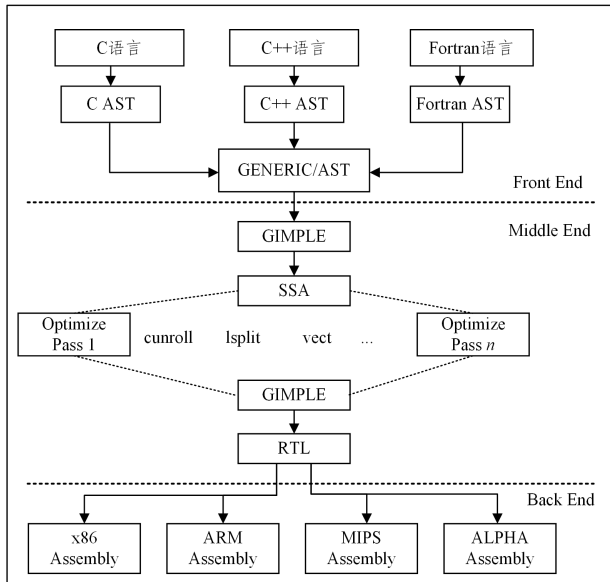 C语言
C++语言
Fortran语言
C AST
C++ AST
Fortran AST
GENERIC/AST
Front End
Middle End
GIMPLE
SSA
Optimize
Pass 1
cunroll
lsplit
vect
...
Optimize
Pass n
GIMPLE
RTL
Back End
x86
Assembly
ARM
Assembly
MIPS
Assembly
ALPHA
Assembly